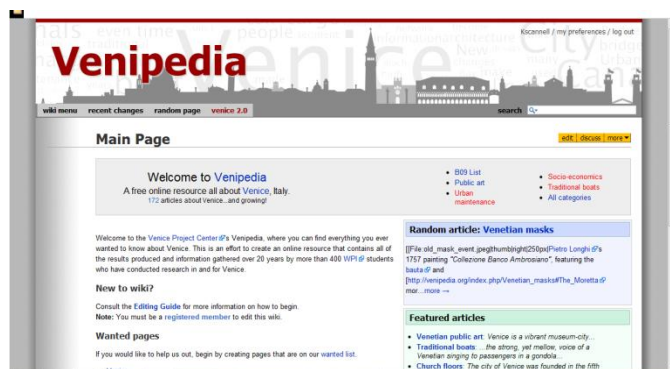 Kscannell / my preferences / log out
Venipedia
wiki menu recent changes random page venice 2.0
search
Main Page
edit discuss more
Welcome to Venipedia
A free online resource all about Venice, Italy.
172 articles about Venice...and growing!
B09 List
Public art
Urban
maintenance
Socio-economics
Traditional boats
All categories
Welcome to the Venice Project Center's Venipedia, where you can find everything you ever
wanted to know about Venice. This is an effort to create an online resource that contains all of
the results produced and information gathered over 20 years by more than 400 WPI students
who have conducted research in and for Venice.
New to wiki?
Consult the Editing Guide for more information on how to begin.
Note: You must be a registered member to edit this wiki.
Wanted pages
If you would like to help us out, begin by creating pages that are on our wanted list.
Random article: Venetian masks
[[File:old_mask_event.jpeg|thumb|right|250px|Pietro Longhi's
1757 painting "Collezione Banco Ambrosiano", featuring the
bauta and
[http://venipedia.org/index.php/Venetian_masks#The_Moretta
mor...more →
Featured articles
Venetian public art: Venice is a vibrant museum-city...
Traditional boats: ...the strong, yet mellow, voice of a
Venetian singing to passengers in a gondola...
Church floors: The city of Venice was founded in the fifth